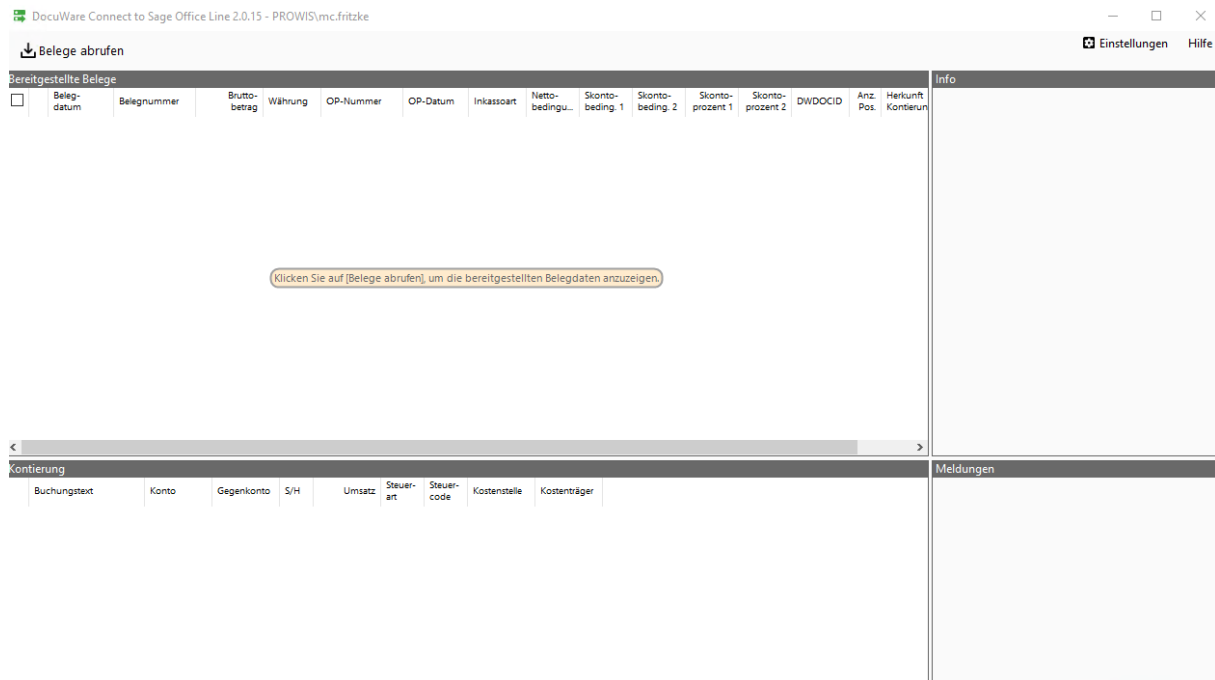 DocuWare Connect to Sage Office Line 2.0.15 - PROWIS\mc.fritzke
Belege abrufen
Einstellungen Hilfe
Bereitgestellte Belege
Beleg-
datum
Belegnummer
Brutto-
betrag
Währung
OP-Nummer
OP-Datum
Inkassoart
Netto-
bedingu...
Skonto-
beding. 1
Skonto-
beding. 2
Skonto-
prozent 1
Skonto-
prozent 2
DWDOCID
Anz.
Pos.
Herkunft
Kontierun
Klicken Sie auf [Belege abrufen], um die bereitgestellten Belegdaten anzuzeigen.
Info
Kontierung
Buchungstext
Konto
Gegenkonto
S/H
Umsatz
Steuer-
art
Steuer-
code
Kostenstelle
Kostenträger
Meldungen